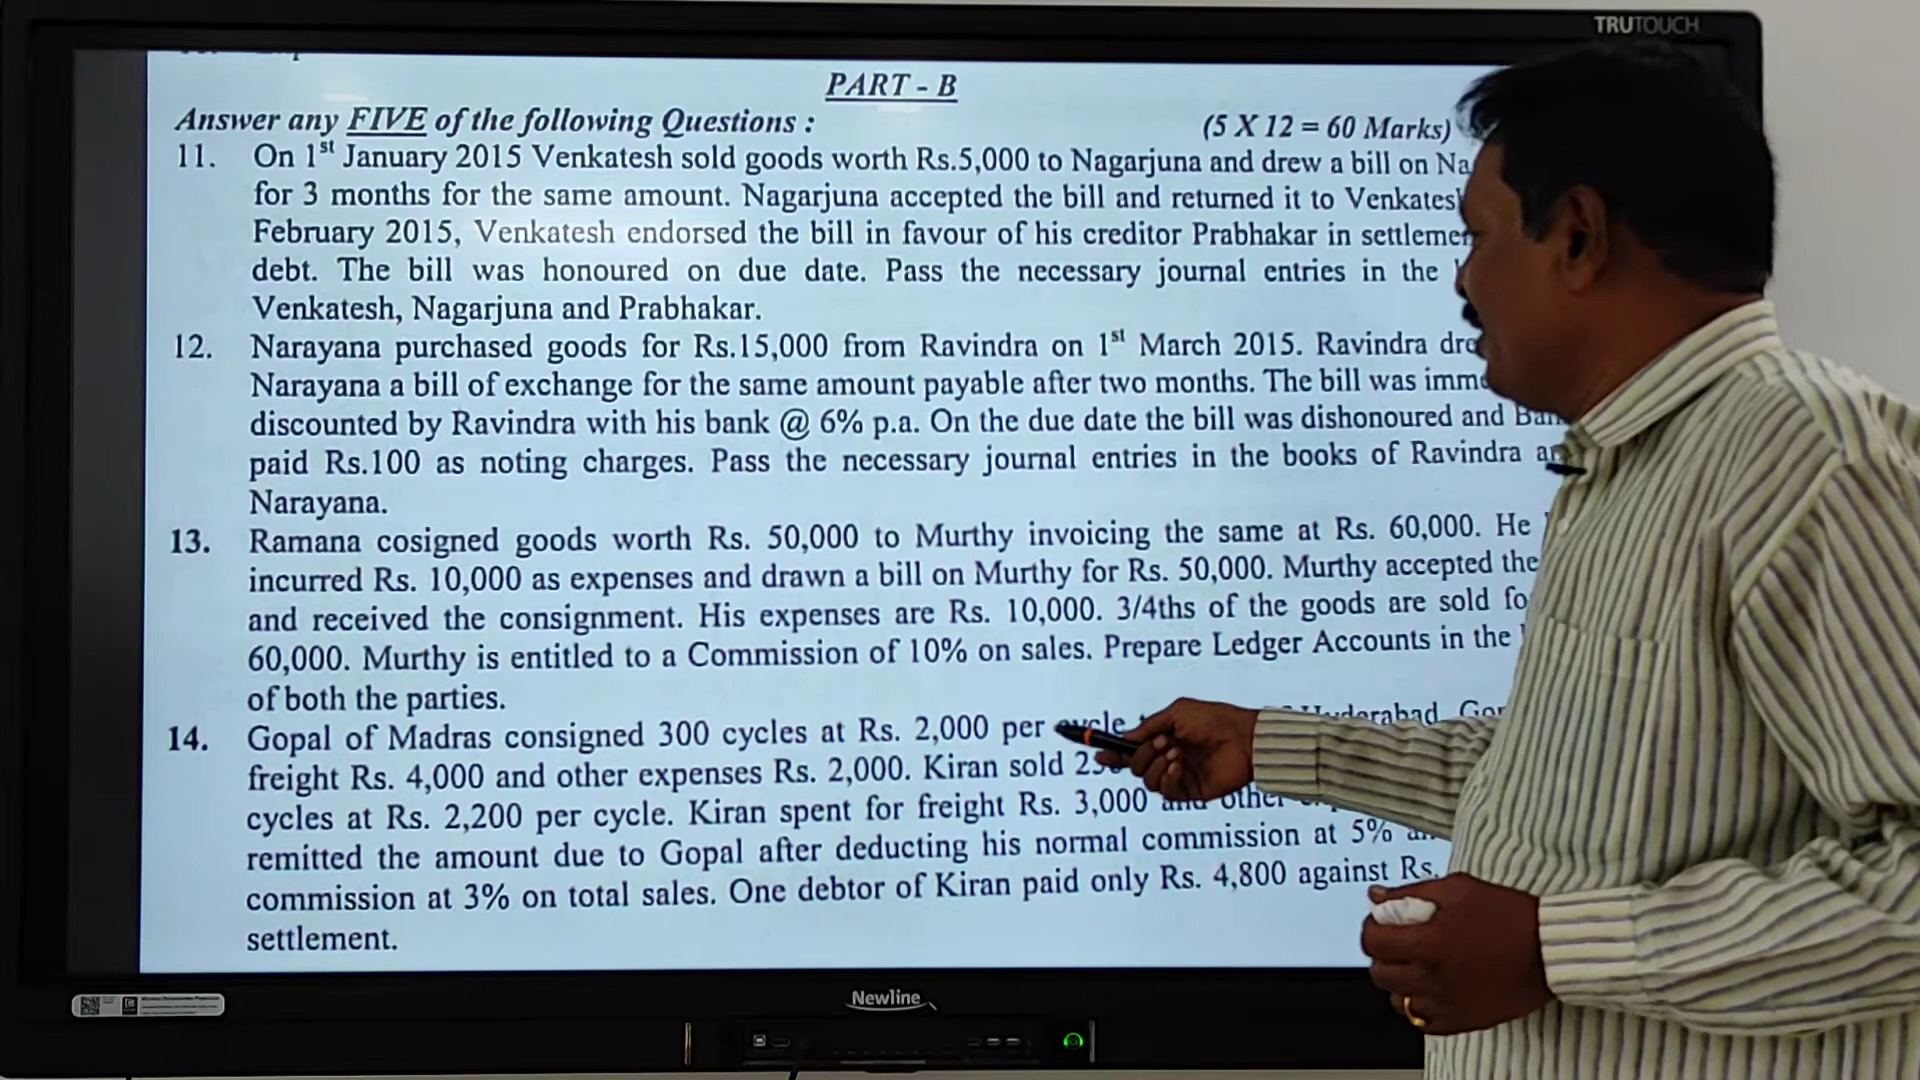 TRUTOUCH
PART - B
Answer any FIVE of the following Questions : (5 X 12 = 60 Marks)
11. On 1st January 2015 Venkatesh sold goods worth Rs.5,000 to Nagarjuna and drew a bill on
for 3 months for the same amount. Nagarjuna accepted the bill and returned it to
February 2015, Venkatesh endorsed the bill in favour of his creditor Prabhakar in
debt. The bill was honoured on due date. Pass the necessary journal entries in the
Venkatesh, Nagarjuna and Prabhakar.
12. Narayana purchased goods for Rs.15,000 from Ravindra on 1st March 2015. Ravindra
Narayana a bill of exchange for the same amount payable after two months. The bill was
discounted by Ravindra with his bank @ 6% p.a. On the due date the bill was dishonoured and
paid Rs.100 as noting charges. Pass the necessary journal entries in the books of Ravindra
Narayana.
13. Ramana cosigned goods worth Rs. 50,000 to Murthy invoicing the same at Rs. 60,000. He
incurred Rs. 10,000 as expenses and drawn a bill on Murthy for Rs. 50,000. Murthy accepted the
and received the consignment. His expenses are Rs. 10,000. 3/4ths of the goods are sold
60,000. Murthy is entitled to a Commission of 10% on sales. Prepare Ledger Accounts in the
of both the parties.
14. Gopal of Madras consigned 300 cycles at Rs. 2,000 per cycle
freight Rs. 4,000 and other expenses Rs. 2,000. Kiran sold
cycles at Rs. 2,200 per cycle. Kiran spent for freight Rs. 3,000 and other
remitted the amount due to Gopal after deducting his normal commission at 5%
commission at 3% on total sales. One debtor of Kiran paid only Rs. 4,800 against Rs.
settlement.
Newline